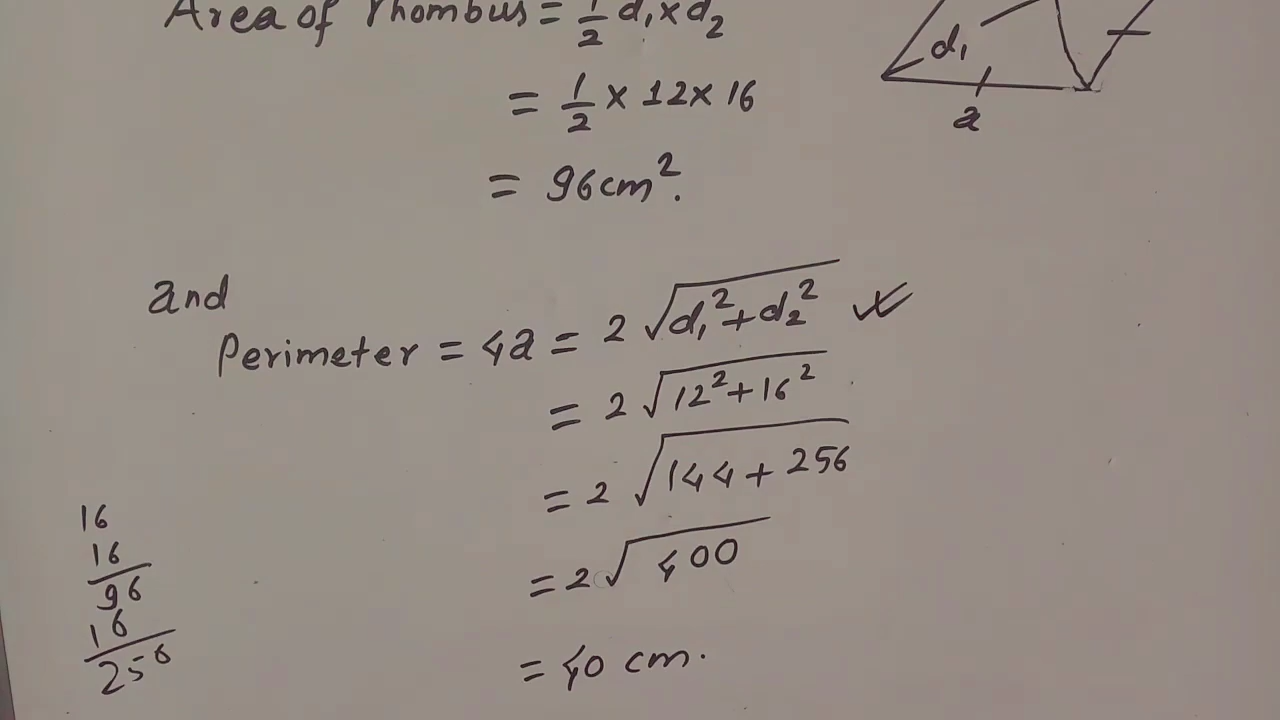 Area of rhombus = 1/2 d₁ × d₂
= 1/2 × 12 × 16
= 96 cm².
d₁
a
and
Perimeter = 4a = 2 √(d₁² + d₂²)
= 2 √(12² + 16²)
= 2 √(144 + 256)
= 2 √400
= 40 cm.
16
16
96
16
256